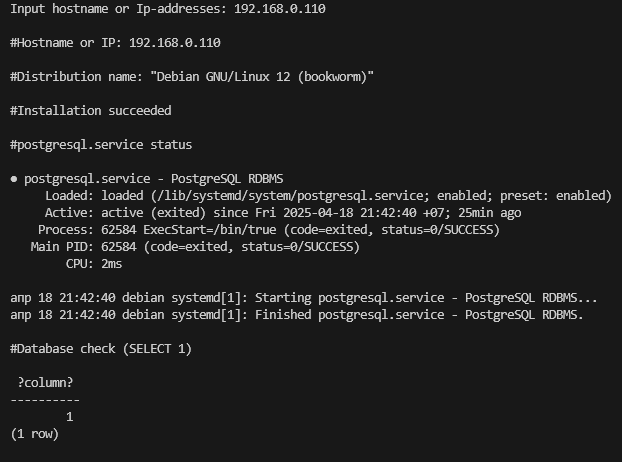 Input hostname or Ip-addresses: 192.168.0.110
#Hostname or IP: 192.168.0.110
#Distribution name: "Debian GNU/Linux 12 (bookworm)"
#Installation succeeded
#postgresql.service status
● postgresql.service - PostgreSQL RDBMS
Loaded: loaded (/lib/systemd/system/postgresql.service; enabled; preset: enabled)
Active: active (exited) since Fri 2025-04-18 21:42:40 +07; 25min ago
Process: 62584 ExecStart=/bin/true (code=exited, status=0/SUCCESS)
Main PID: 62584 (code=exited, status=0/SUCCESS)
CPU: 2ms
апр 18 21:42:40 debian systemd[1]: Starting postgresql.service - PostgreSQL RDBMS...
апр 18 21:42:40 debian systemd[1]: Finished postgresql.service - PostgreSQL RDBMS.
#Database check (SELECT 1)
?column?
----------
1
(1 row)